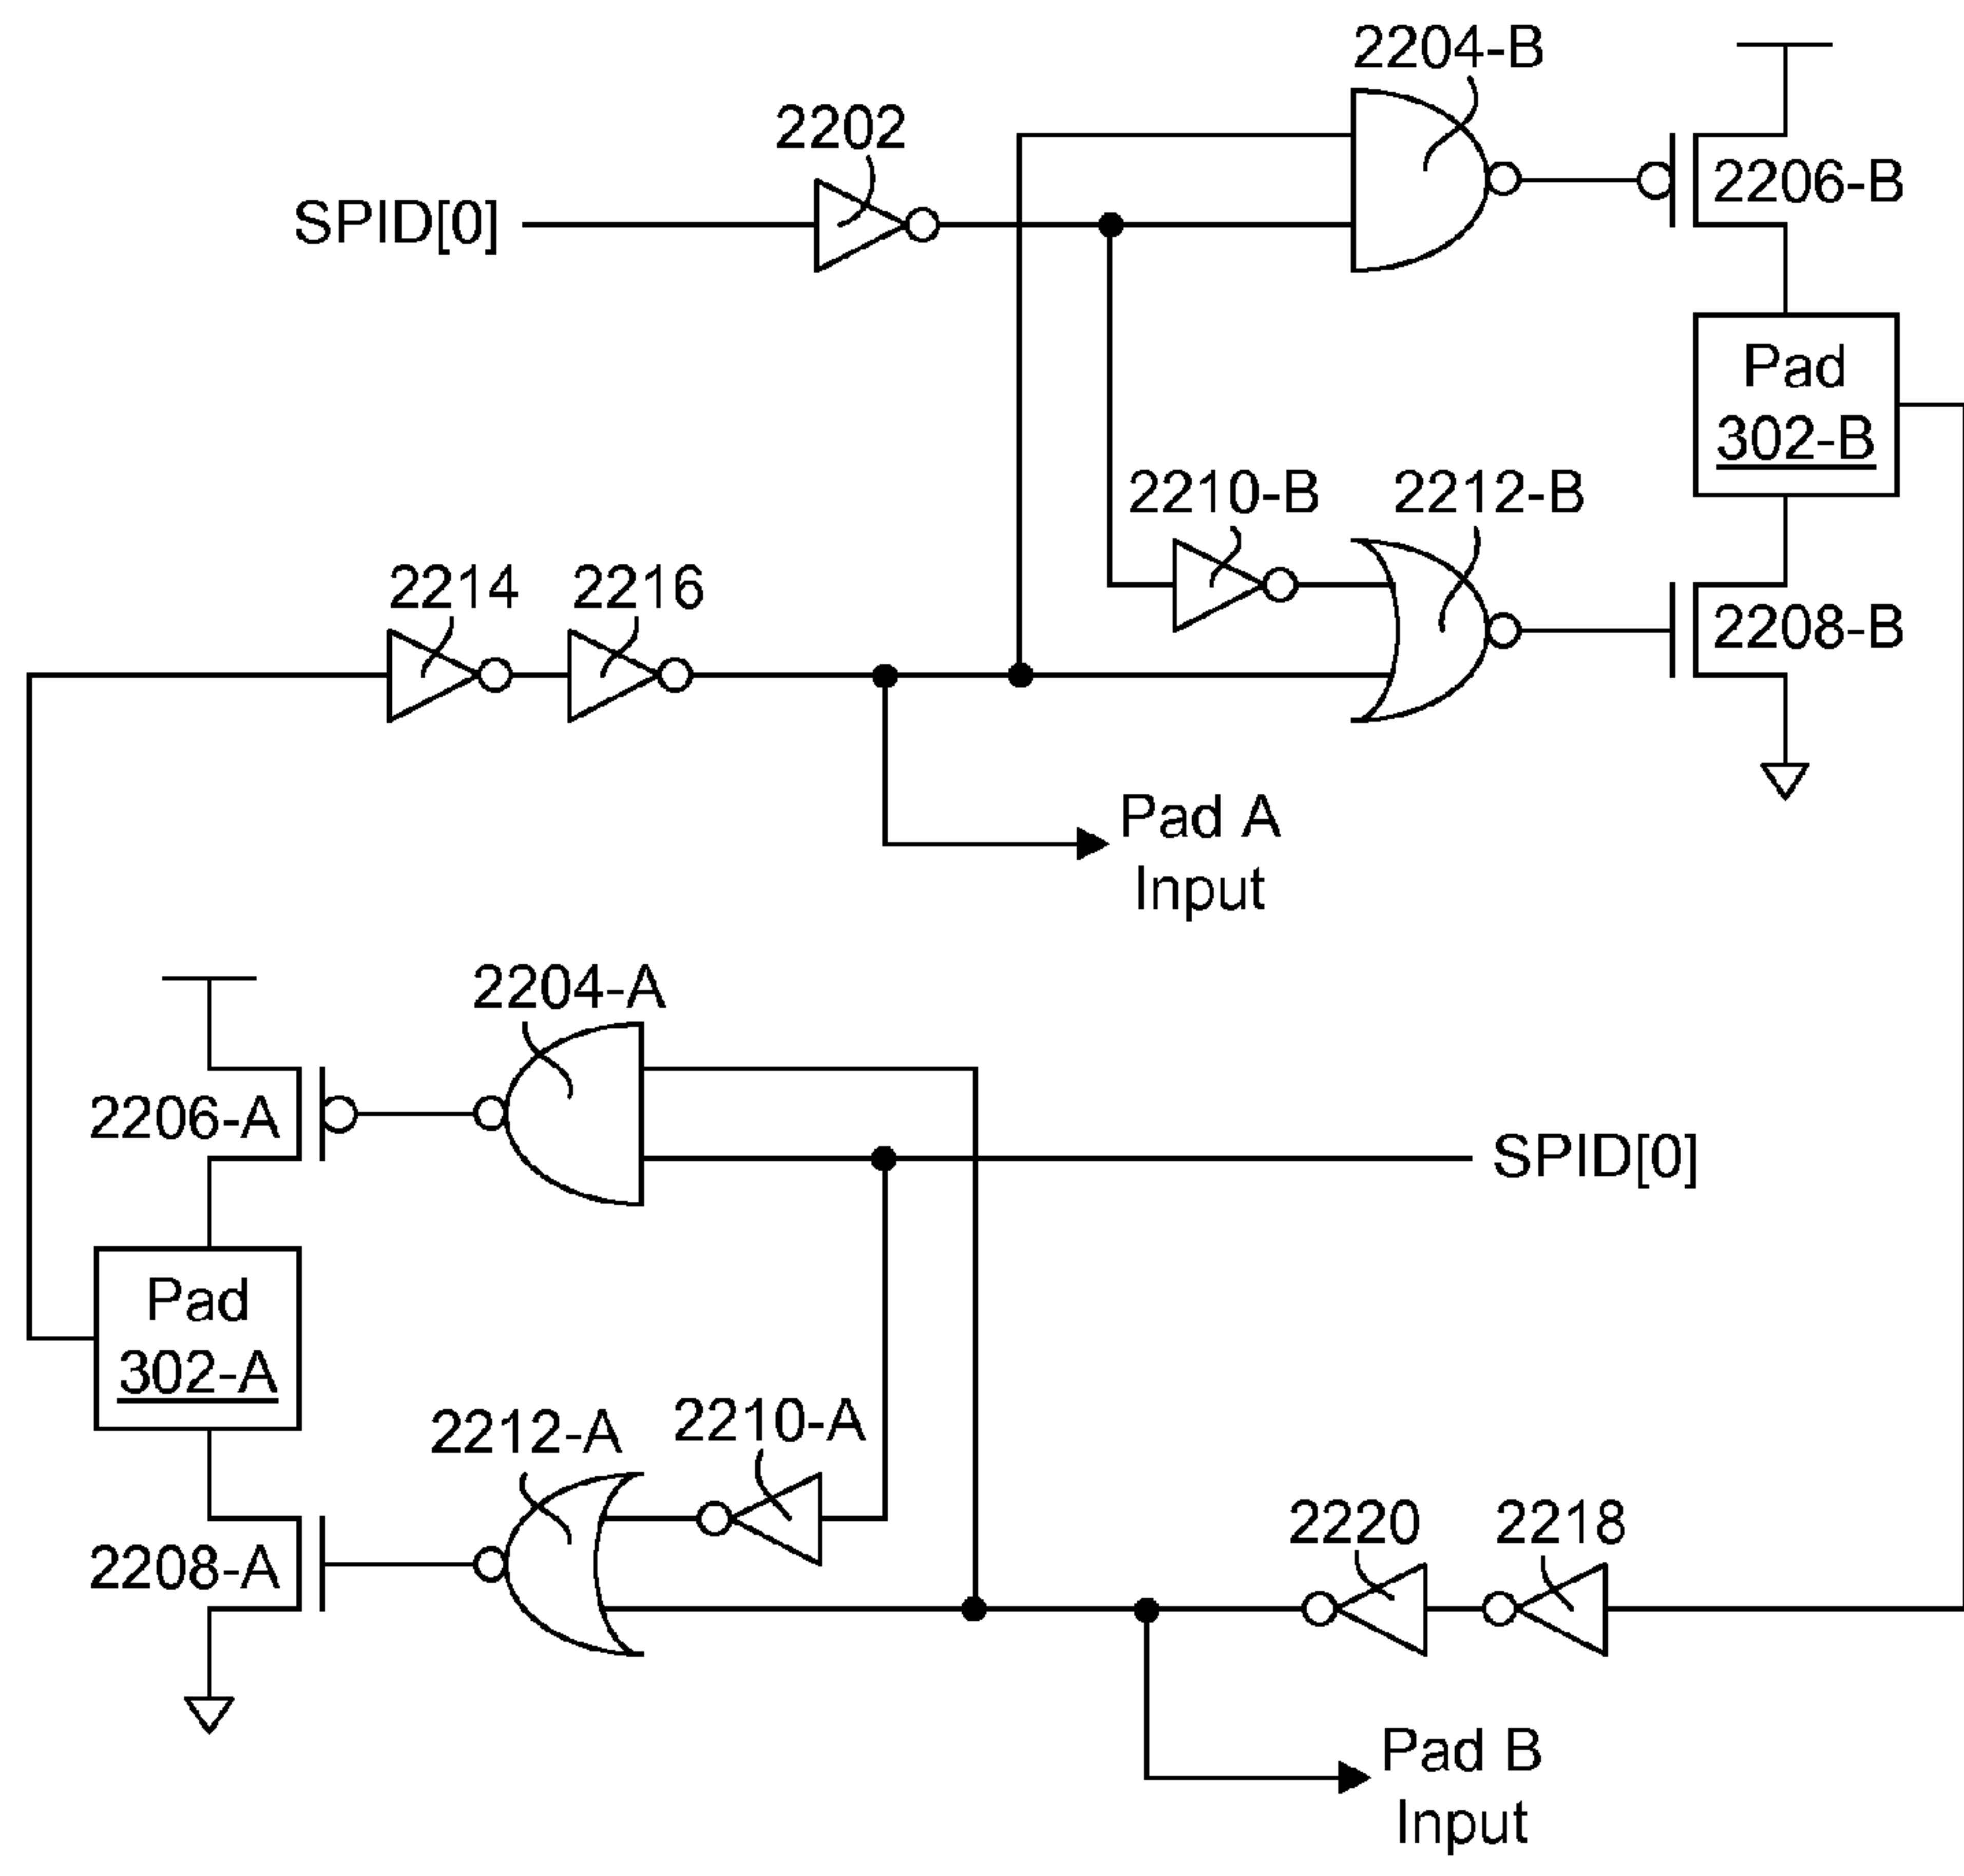 2204-B
2202
SPID[0]
2206-B
Pad
302-B
2210-B
2212-B
2214
2216
2208-B
Pad A
Input
2204-A
2206-A
SPID[0]
Pad
302-A
2212-A
2210-A
2220
2218
2208-A
Pad B
Input